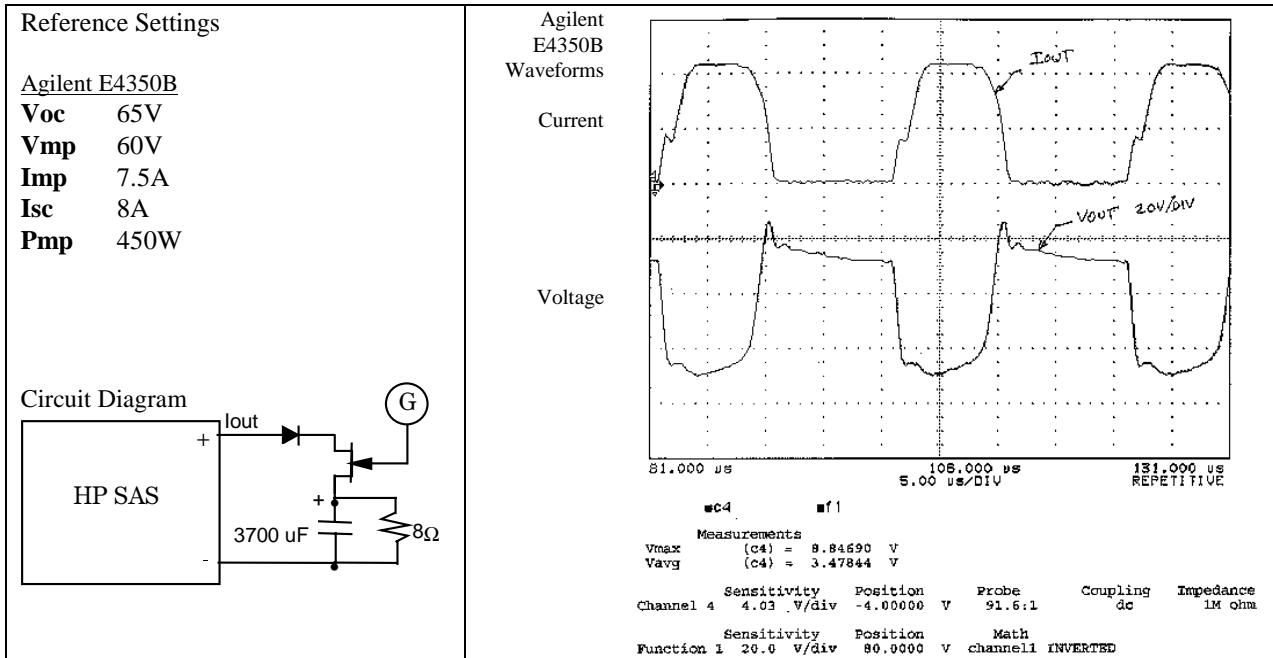 Reference Settings
Agilent E4350B
Voc 65V
Vmp 60V
Imp 7.5A
Isc 8A
Pmp 450W
Circuit Diagram
G
Iout
+
HP SAS
+
3700 uF
8Ω
-
Agilent
E4350B
Waveforms
Current
Voltage
IOUT
VOUT 20V/DIV
81.000 us 106.000 us 131.000 us
5.00 us/DIV REPETITIVE
c4 f1
Measurements
Vmax (c4) = 8.84690 V
Vavg (c4) = 3.47844 V
Sensitivity Position Probe Coupling Impedance
Channel 4 4.03 V/div -4.00000 V 91.6:1 dc 1M ohm
Sensitivity Position Math
Function 1 20.0 V/div 80.0000 V channel1 INVERTED